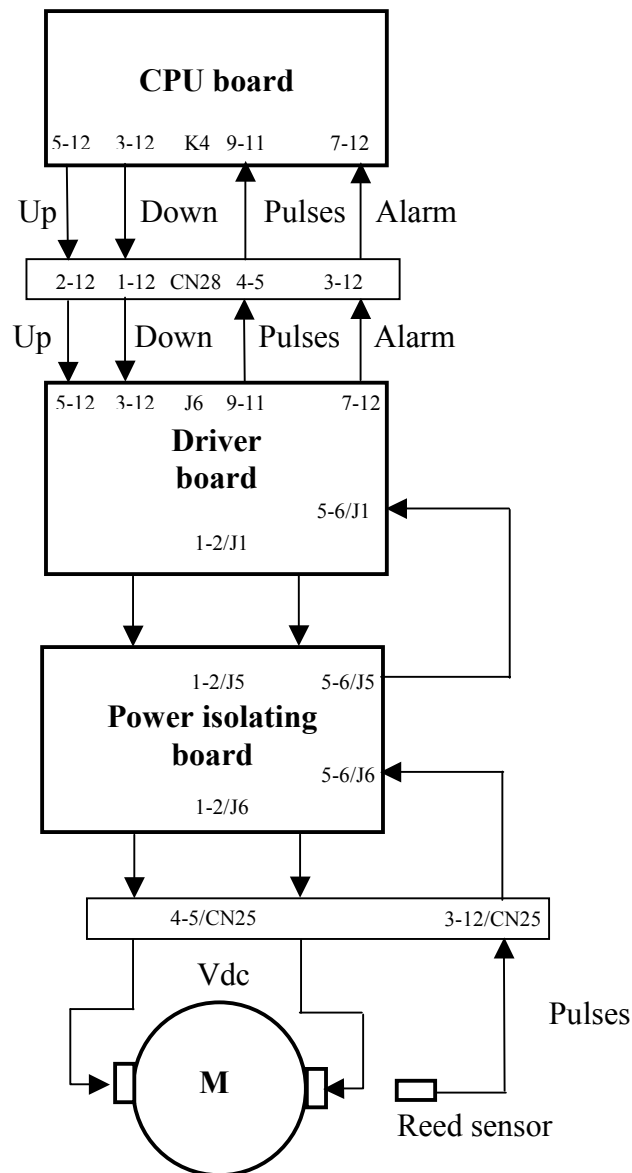 CPU board
5-12 3-12 K4 9-11 7-12
Up Down Pulses Alarm
2-12 1-12 CN28 4-5 3-12
Up Down Pulses Alarm
5-12 3-12 J6 9-11 7-12
Driver
board
5-6/J1
1-2/J1
1-2/J5 5-6/J5
Power isolating
board
5-6/J6
1-2/J6
4-5/CN25 3-12/CN25
Vdc
Pulses
M
Reed sensor